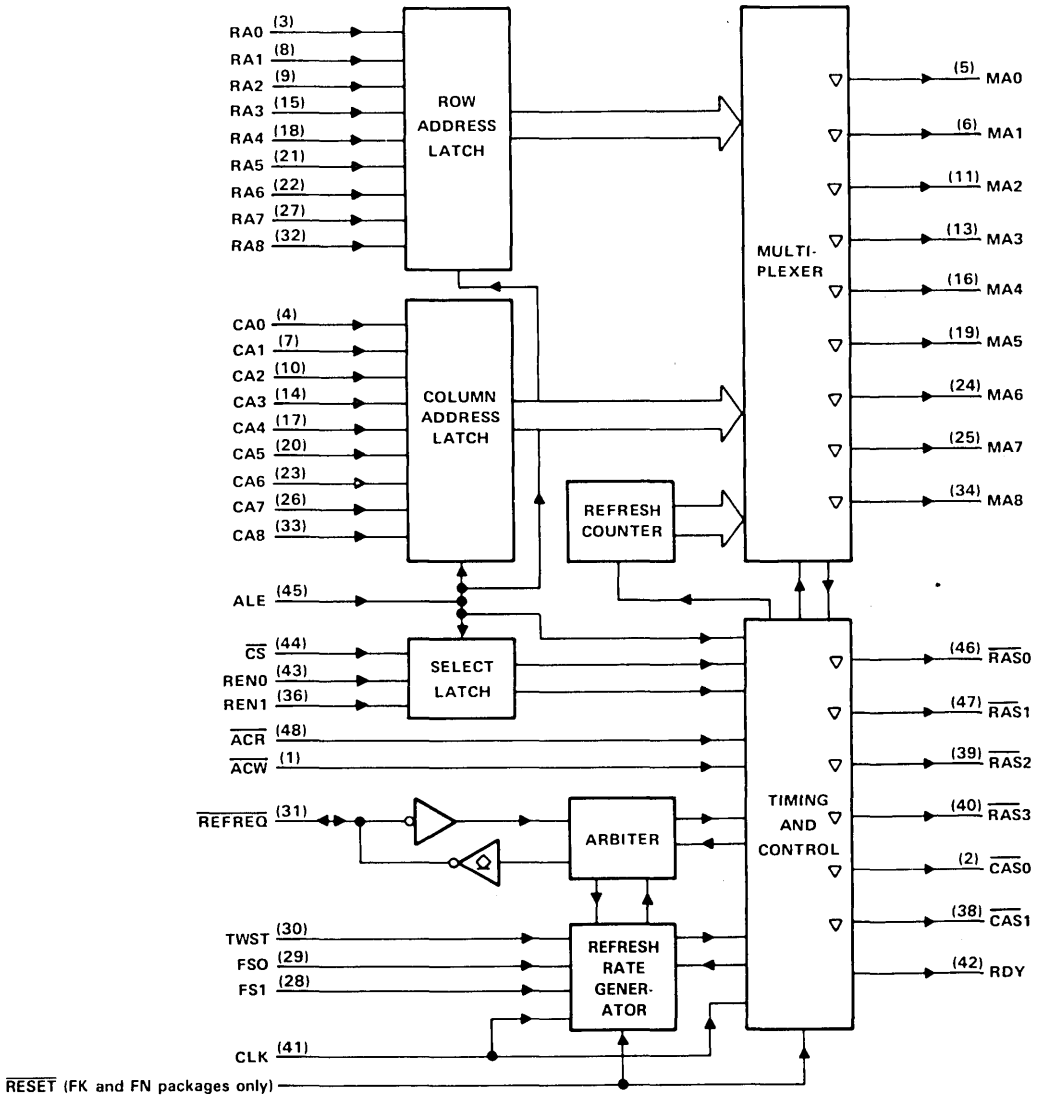 RA0 (3)
RA1 (8)
RA2 (9)
RA3 (15)
RA4 (18)
RA5 (21)
RA6 (22)
RA7 (27)
RA8 (32)
ROW
ADDRESS
LATCH
CA0 (4)
CA1 (7)
CA2 (10)
CA3 (14)
CA4 (17)
CA5 (20)
CA6 (23)
CA7 (26)
CA8 (33)
COLUMN
ADDRESS
LATCH
MULTI-
PLEXER
(5) MA0
(6) MA1
(11) MA2
(13) MA3
(16) MA4
(19) MA5
(24) MA6
(25) MA7
(34) MA8
REFRESH
COUNTER
ALE (45)
CS (44)
REN0 (43)
REN1 (36)
SELECT
LATCH
ACR (48)
ACW (1)
REFREQ (31)
ARBITER
TWST (30)
FSO (29)
FS1 (28)
REFRESH
RATE
GENER-
ATOR
CLK (41)
RESET (FK and FN packages only)
TIMING
AND
CONTROL
(46) RAS0
(47) RAS1
(39) RAS2
(40) RAS3
(2) CAS0
(38) CAS1
(42) RDY